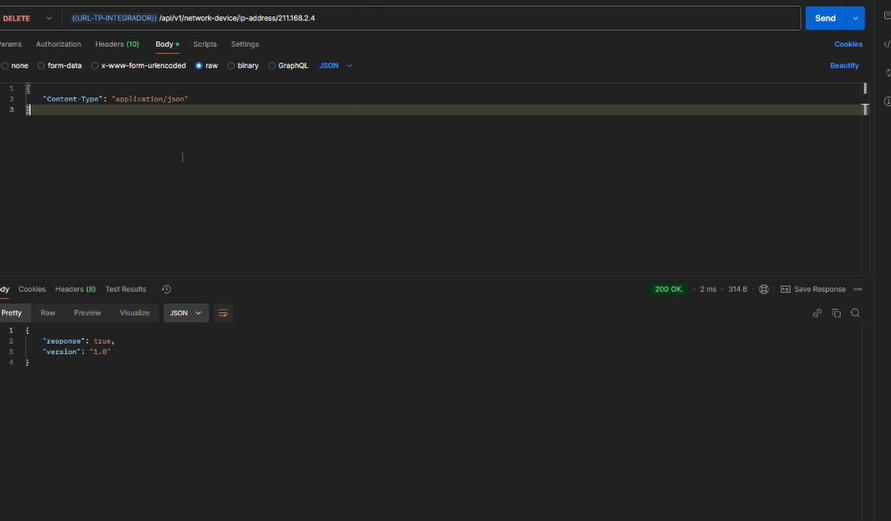 DELETE {{URL-TP-INTEGRADOR}} /api/v1/network-device/ip-address/211.168.2.4 Send
Params Authorization Headers (10) Body Scripts Settings Cookies
none form-data x-www-form-urlencoded raw binary GraphQL JSON Beautify
1 {
2 "Content-Type": "application/json"
3 }
Body Cookies Headers (8) Test Results 200 OK 2 ms 314 B Save Response
Pretty Raw Preview Visualize JSON
1 {
2 "response": true,
3 "version": "1.0"
4 }